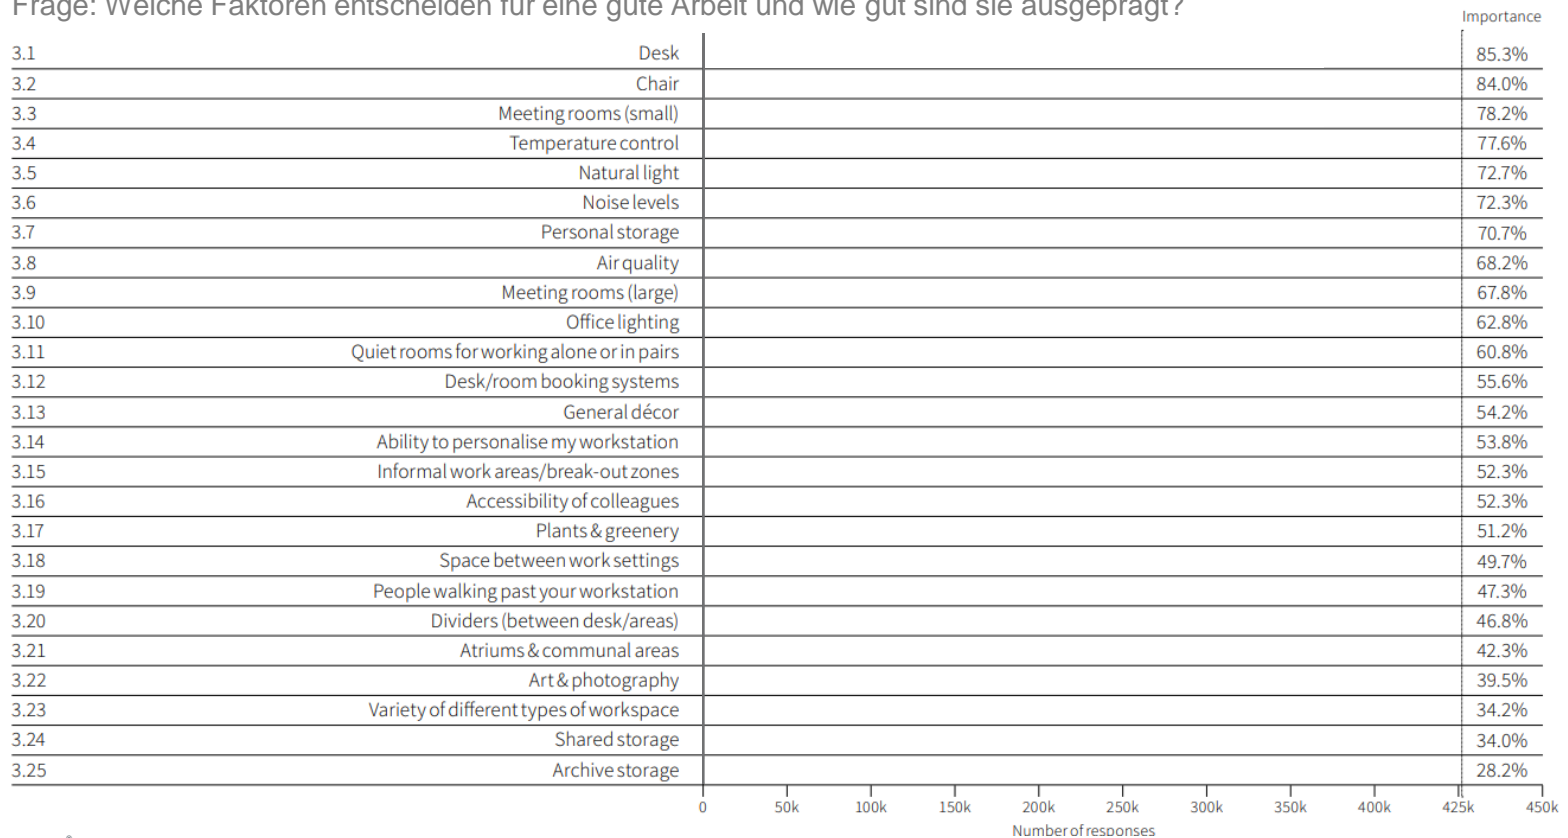 Frage: Welche Faktoren entscheiden für eine gute Arbeit und wie gut sind sie ausgeprägt?
Importance
3.1 Desk 85.3%
3.2 Chair 84.0%
3.3 Meeting rooms (small) 78.2%
3.4 Temperature control 77.6%
3.5 Natural light 72.7%
3.6 Noise levels 72.3%
3.7 Personal storage 70.7%
3.8 Air quality 68.2%
3.9 Meeting rooms (large) 67.8%
3.10 Office lighting 62.8%
3.11 Quiet rooms for working alone or in pairs 60.8%
3.12 Desk/room booking systems 55.6%
3.13 General décor 54.2%
3.14 Ability to personalise my workstation 53.8%
3.15 Informal work areas/break-out zones 52.3%
3.16 Accessibility of colleagues 52.3%
3.17 Plants & greenery 51.2%
3.18 Space between work settings 49.7%
3.19 People walking past your workstation 47.3%
3.20 Dividers (between desk/areas) 46.8%
3.21 Atriums & communal areas 42.3%
3.22 Art & photography 39.5%
3.23 Variety of different types of workspace 34.2%
3.24 Shared storage 34.0%
3.25 Archive storage 28.2%
0 50k 100k 150k 200k 250k 300k 350k 400k 425k 450k
Number of responses